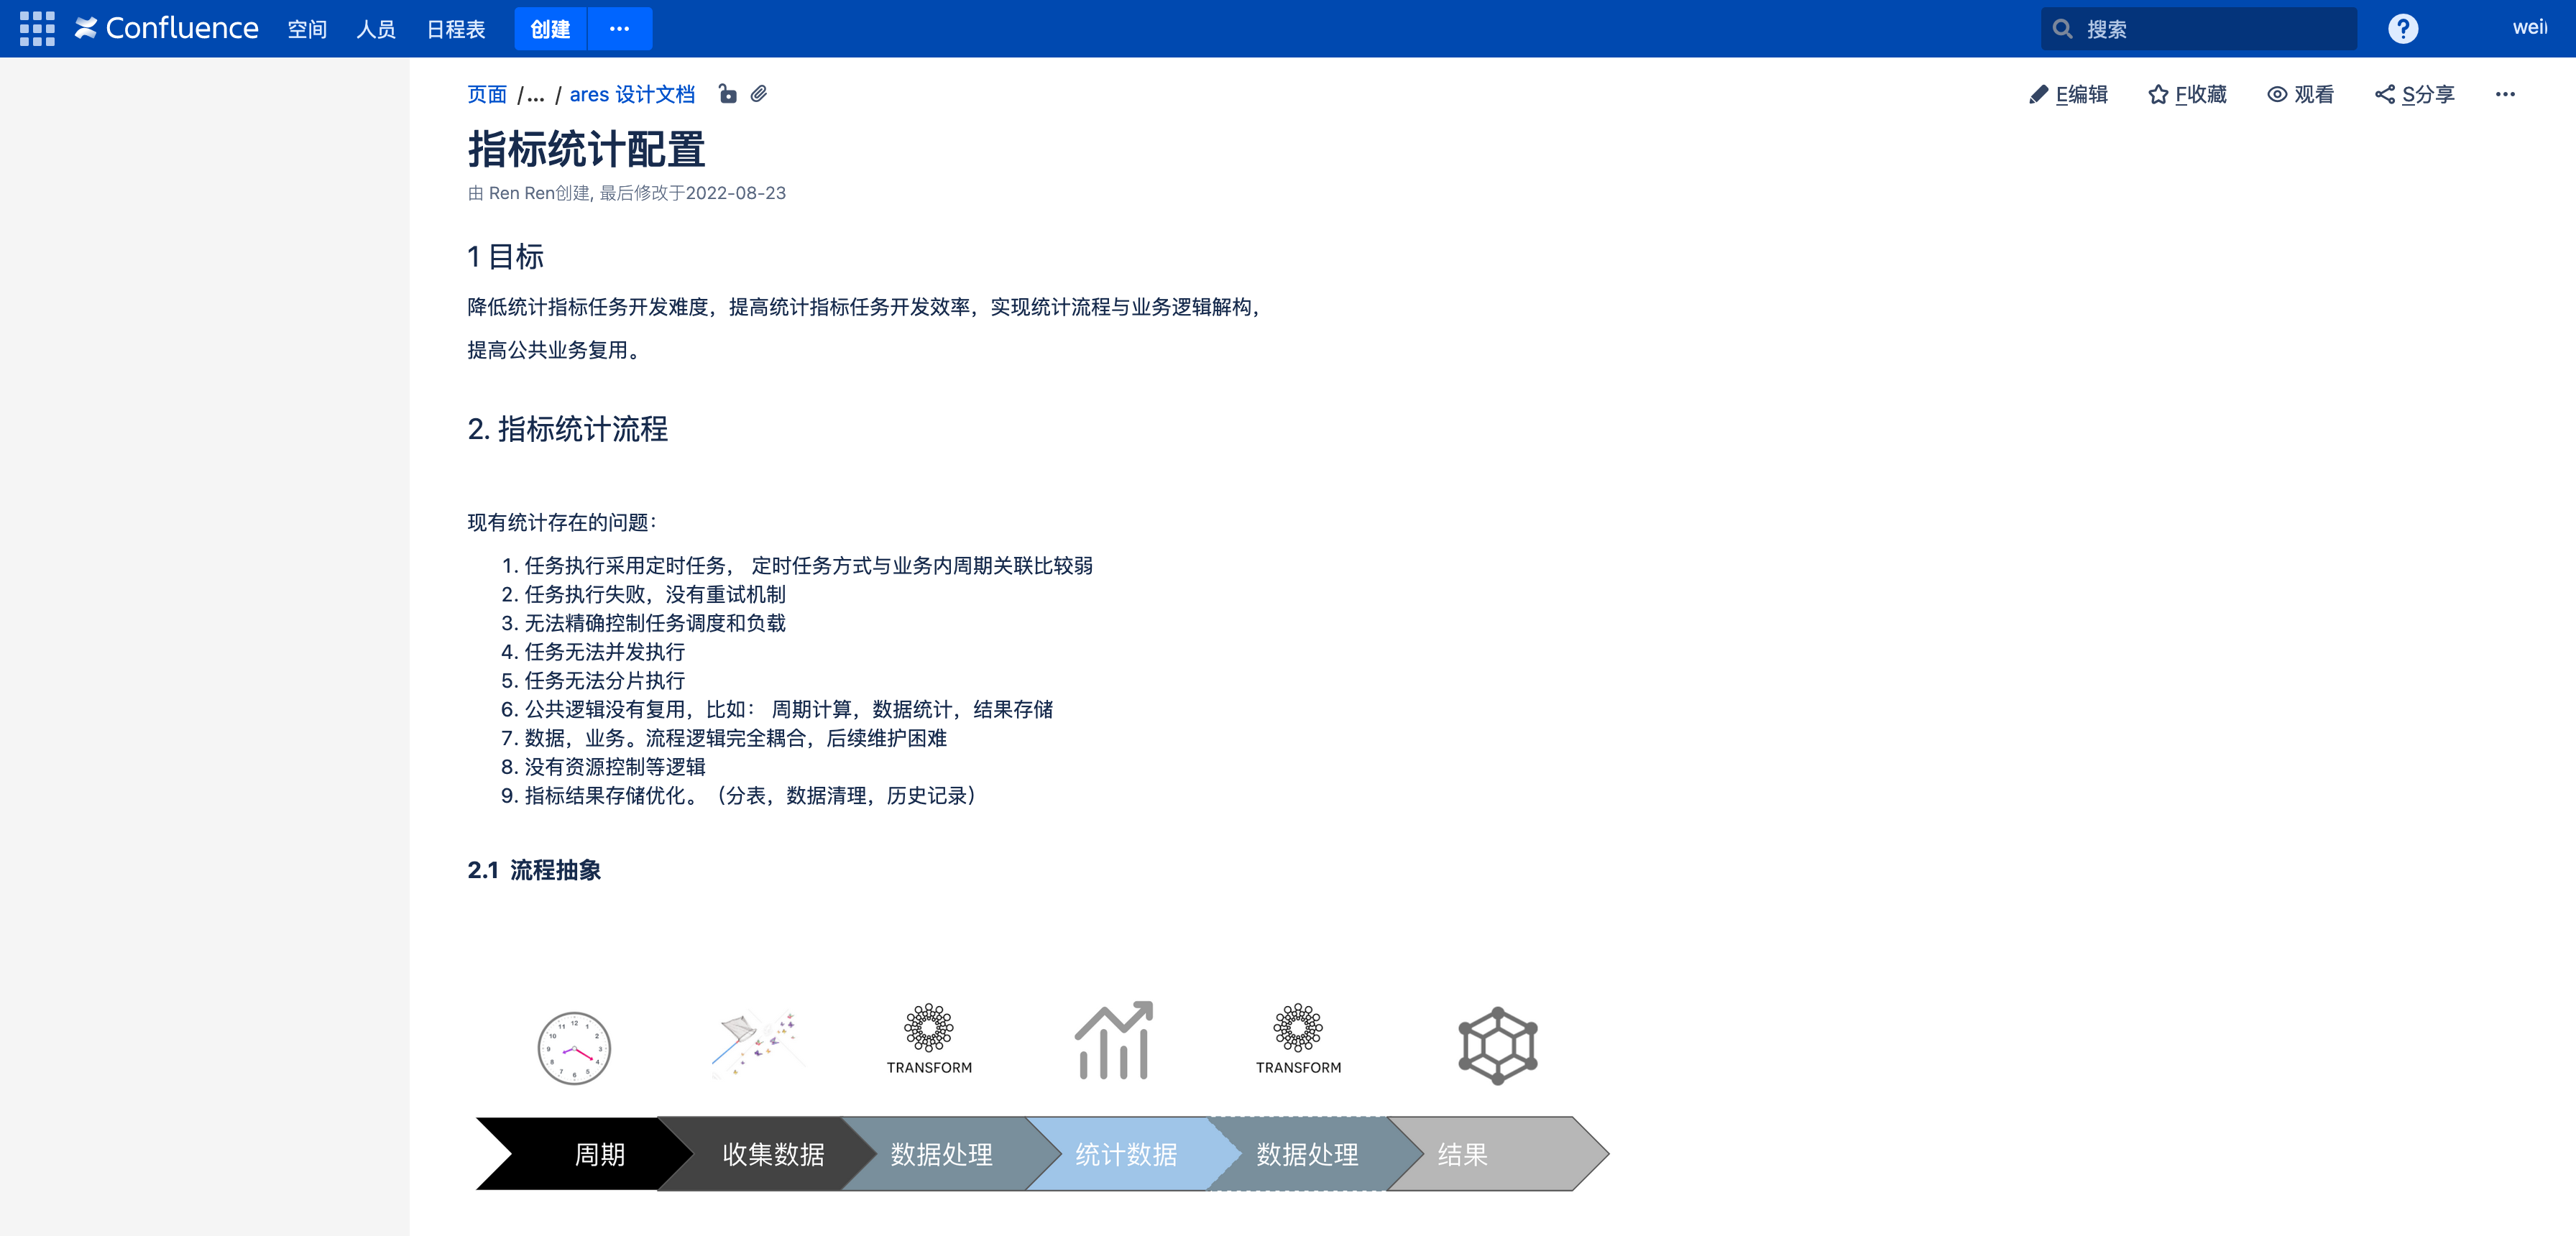 Confluence 空间 人员 日程表 创建 ··· 搜索 ? wei
页面 /... / ares 设计文档 E编辑 F收藏 观看 S分享 ···
指标统计配置
由 Ren Ren创建, 最后修改于2022-08-23
1 目标
降低统计指标任务开发难度，提高统计指标任务开发效率，实现统计流程与业务逻辑解构，
提高公共业务复用。
2. 指标统计流程
现有统计存在的问题：
1. 任务执行采用定时任务， 定时任务方式与业务内周期关联比较弱
2. 任务执行失败，没有重试机制
3. 无法精确控制任务调度和负载
4. 任务无法并发执行
5. 任务无法分片执行
6. 公共逻辑没有复用，比如： 周期计算，数据统计，结果存储
7. 数据，业务。流程逻辑完全耦合，后续维护困难
8. 没有资源控制等逻辑
9. 指标结果存储优化。（分表，数据清理，历史记录）
2.1 流程抽象
12 1 2 3 4 5 6 7 8 9 10 11
TRANSFORM TRANSFORM
周期 收集数据 数据处理 统计数据 数据处理 结果